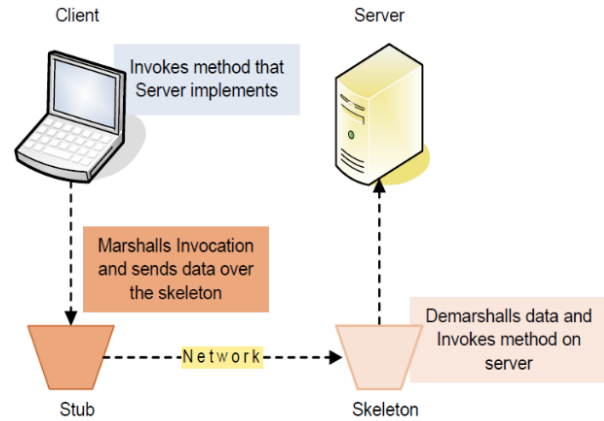 Client
Server
Invokes method that
Server implements
Marshalls Invocation
and sends data over
the skeleton
Demarshalls data and
Invokes method on
server
Network
Stub
Skeleton